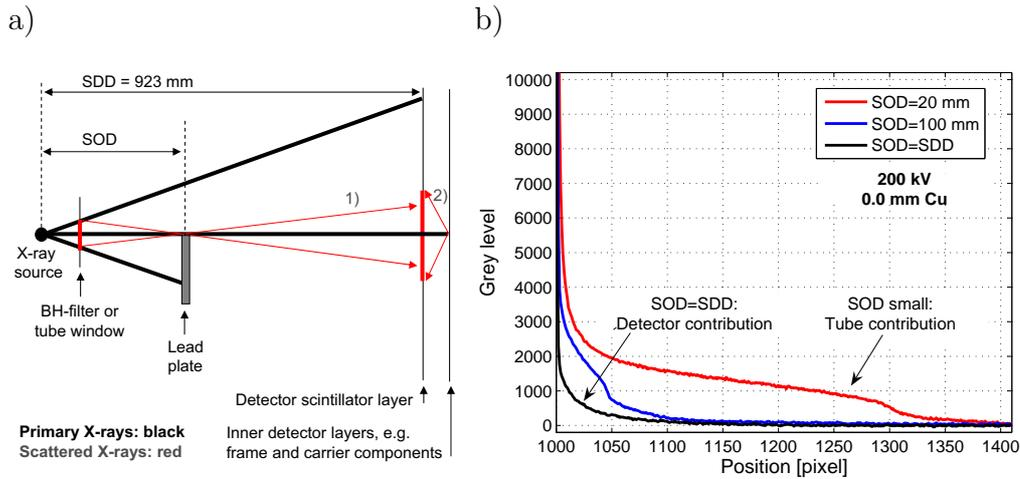 a)
SDD = 923 mm
SOD
1)
2)
X-ray
source
BH-filter or
tube window
Lead
plate
Detector scintillator layer
Primary X-rays: black
Scattered X-rays: red
Inner detector layers, e.g.
frame and carrier components
b)
10000
9000
8000
7000
6000
5000
4000
3000
2000
1000
0
Grey level
SOD=20 mm
SOD=100 mm
SOD=SDD
200 kV
0.0 mm Cu
SOD=SDD:
Detector contribution
SOD small:
Tube contribution
1000 1050 1100 1150 1200 1250 1300 1350 1400
Position [pixel]